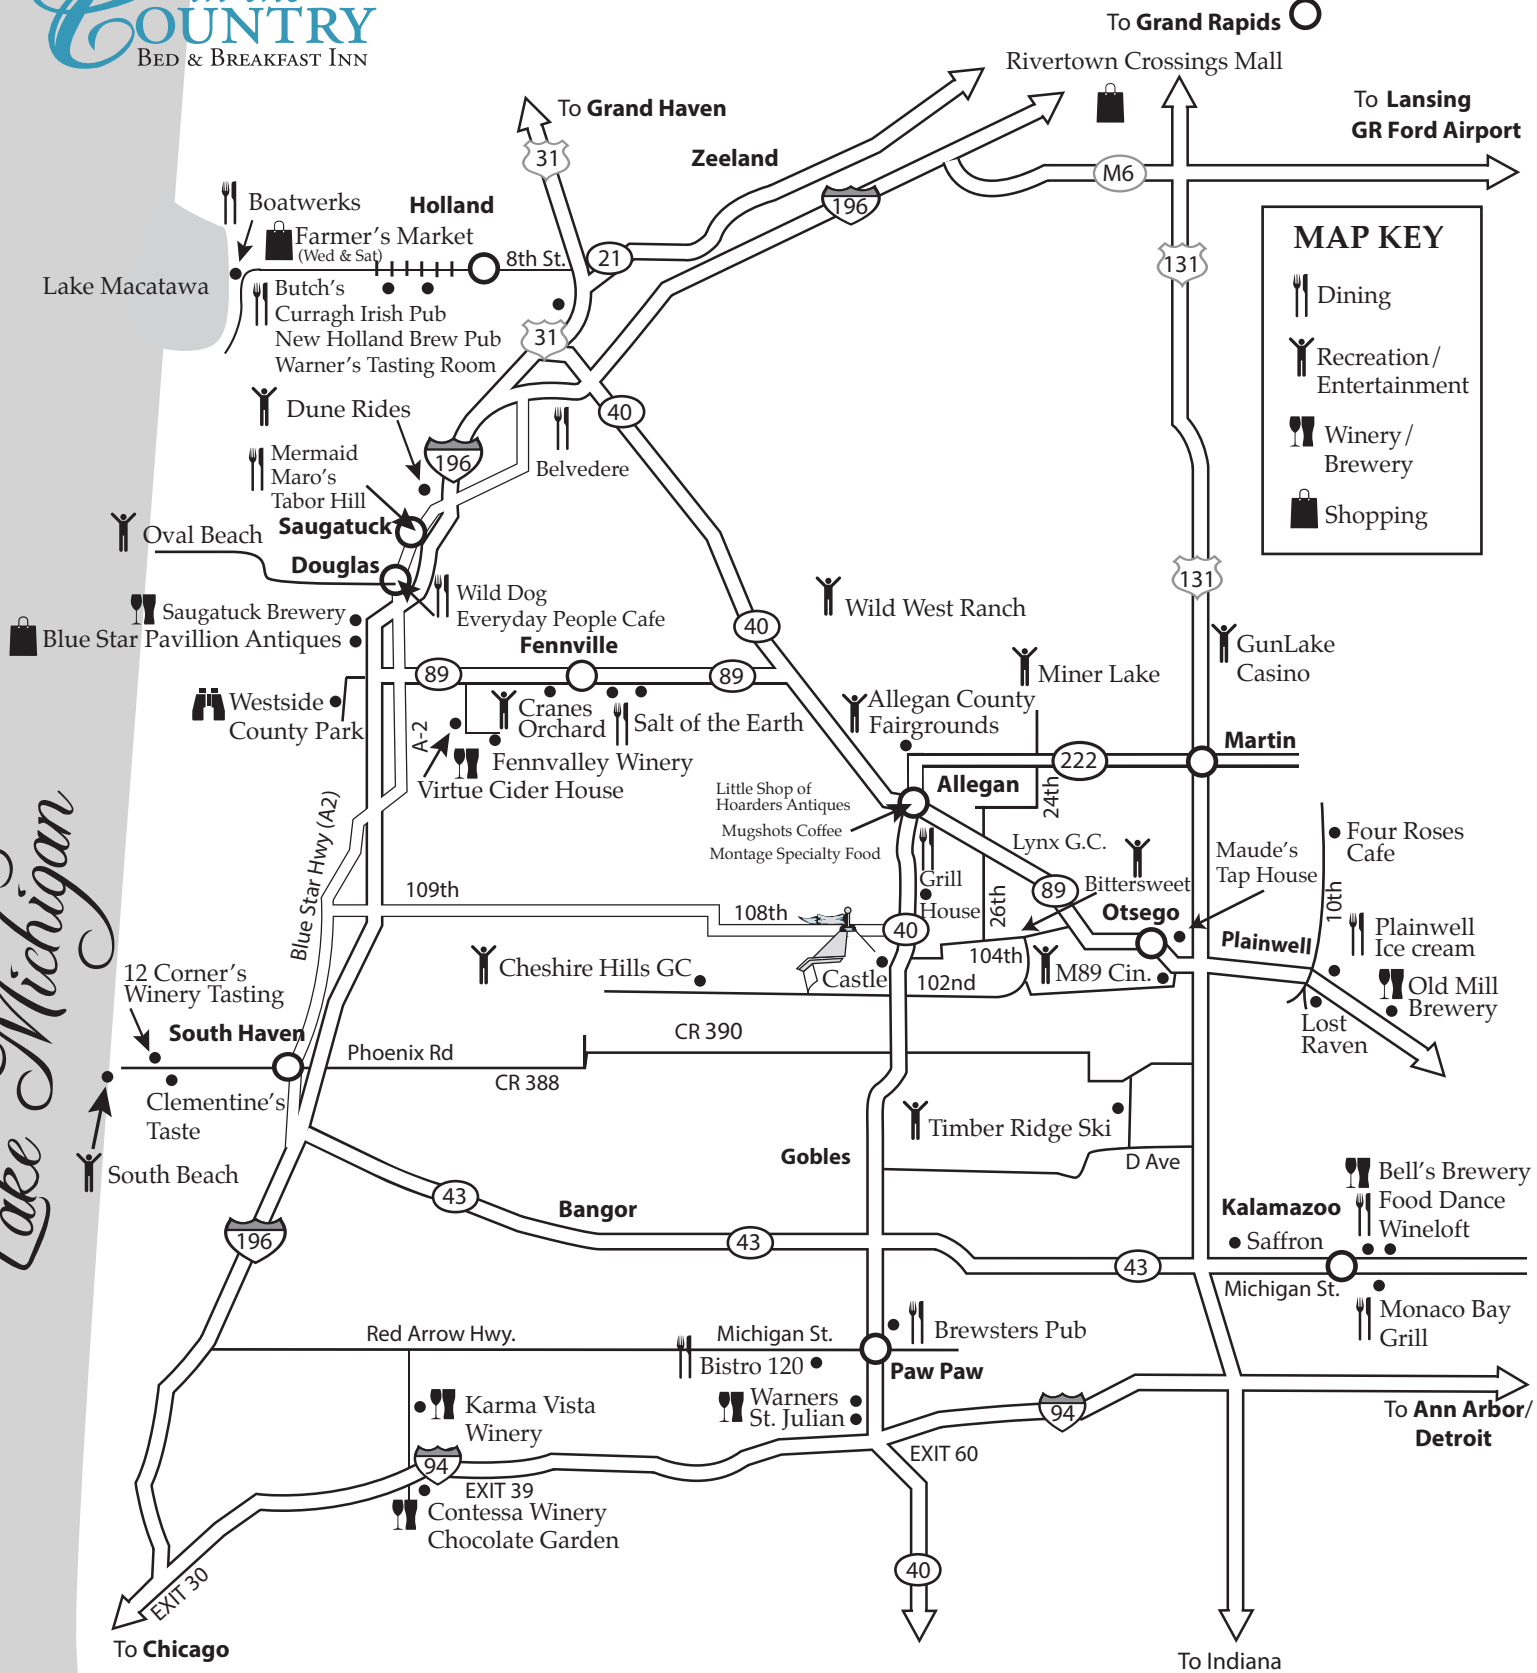 in the
COUNTRY
BED & BREAKFAST INN
To Grand Rapids
Rivertown Crossings Mall
To Grand Haven
To Lansing
GR Ford Airport
31
Zeeland
M6
196
Boatwerks
Holland
Farmer's Market
(Wed & Sat)
8th St.
21
131
Lake Macatawa
Butch's
Curragh Irish Pub
New Holland Brew Pub
Warner's Tasting Room
31
MAP KEY
Dining
Recreation/
Entertainment
Winery/
Brewery
Shopping
Dune Rides
40
Mermaid
Maro's
Tabor Hill
196
Belvedere
Oval Beach
Saugatuck
Douglas
131
Wild Dog
Everyday People Cafe
Wild West Ranch
Saugatuck Brewery
Blue Star Pavillion Antiques
40
Fennville
GunLake
Casino
89
89
Miner Lake
Westside
County Park
Cranes
Orchard
Salt of the Earth
Allegan County
Fairgrounds
A-2
Fennvalley Winery
Virtue Cider House
222
Martin
Little Shop of
Hoarders Antiques
Mugshots Coffee
Montage Specialty Food
Allegan
24th
Lake Michigan
Blue Star Hwy (A2)
Lynx G.C.
Maude's
Tap House
Four Roses
Cafe
109th
108th
Grill
House
26th
89
Bittersweet
10th
Otsego
40
Plainwell
Plainwell
Ice cream
104th
Cheshire Hills GC
Castle
102nd
M89 Cin.
Old Mill
Brewery
12 Corner's
Winery Tasting
Lost
Raven
South Haven
Phoenix Rd
CR 390
CR 388
Clementine's
Taste
Timber Ridge Ski
South Beach
Gobles
D Ave
Bell's Brewery
Food Dance
Wineloft
43
Bangor
Kalamazoo
Saffron
196
43
43
Michigan St.
Monaco Bay
Grill
Red Arrow Hwy.
Michigan St.
Brewsters Pub
Bistro 120
Paw Paw
Karma Vista
Winery
Warners
St. Julian
94
To Ann Arbor/
Detroit
94
EXIT 60
EXIT 39
Contessa Winery
Chocolate Garden
40
EXIT 30
To Chicago
To Indiana